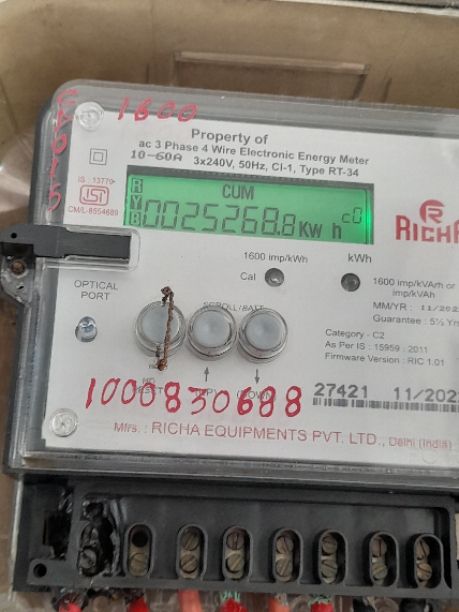 1600
Property of
ac 3 Phase 4 Wire Electronic Energy Meter
10-60A 3x240V, 50Hz, Cl-1, Type RT-34
IS : 13779
ISI
CM/L-8554689
R
Y
B
CUM
00025268.8 KW h c0
RICHA
1600 imp/kWh
Cal
kWh
1600 imp/kVArh or
imp/kVAh
MM/YR : 11/202
Guarantee : 5½ Yrs
Category - C2
As Per IS : 15959 : 2011
Firmware Version : RIC 1.01
OPTICAL
PORT
SCROLL/BATT.
1000830688
27421 11/202
Mfrs. : RICHA EQUIPMENTS PVT. LTD., Delhi (India)